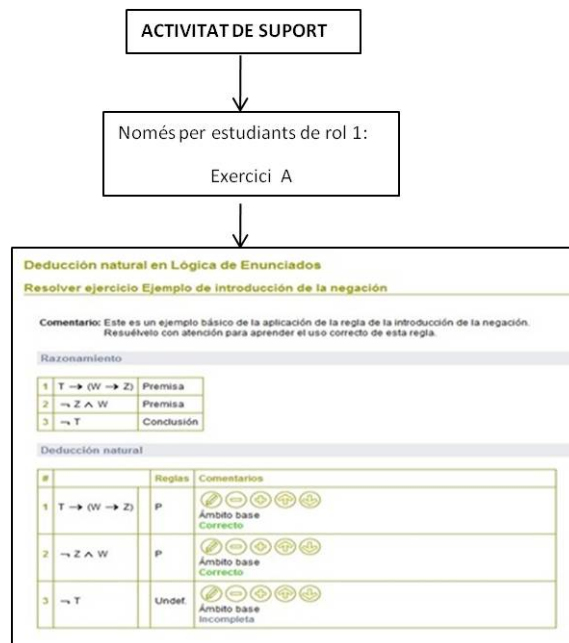 ACTIVITAT DE SUPORT
Només per estudiants de rol 1:
Exercici A
Deducción natural en Lógica de Enunciados
Resolver ejercicio Ejemplo de introducción de la negación
Comentario: Este es un ejemplo básico de la aplicación de la regla de la introducción de la negación.
Resuélvelo con atención para aprender el uso correcto de esta regla.
Razonamiento
1 T → (W → Z) Premisa
2 ¬ Z ∧ W Premisa
3 ¬ T Conclusión
Deducción natural
# Reglas Comentarios
1 T → (W → Z) P
Ámbito base
Correcto
2 ¬ Z ∧ W P
Ámbito base
Correcto
3 ¬ T Undef.
Ámbito base
Incompleta